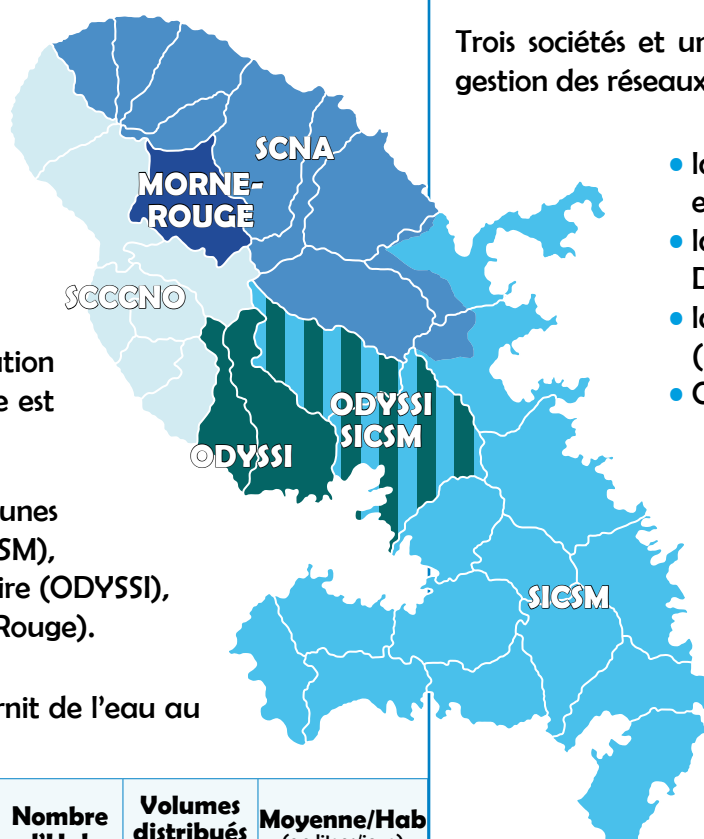 Trois sociétés et un
gestion des réseaux
SCNA
MORNE-
ROUGE
SCCCNO
ODYSSI
SICSM
ODYSSI
SICSM
e est
unes
SM),
ire (ODYSSI),
Rouge).
rnit de l'eau au
Nombre
Volumes
distribués
Moyenne/Hab